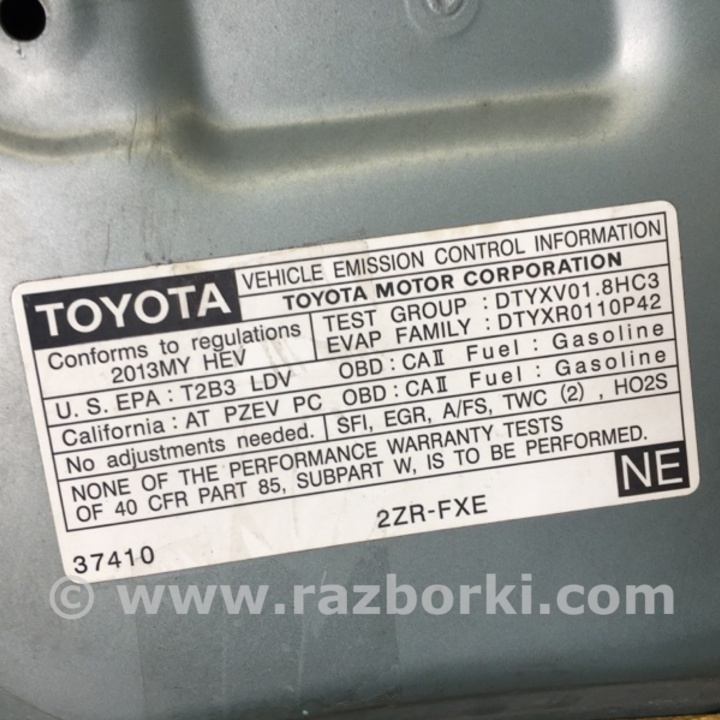 TOYOTA
VEHICLE EMISSION CONTROL INFORMATION
TOYOTA MOTOR CORPORATION
Conforms to regulations
2013MY HEV
TEST GROUP : DTYXV01.8HC3
EVAP FAMILY : DTYXR0110P42
U.S. EPA : T2B3 LDV OBD : CAII Fuel : Gasoline
California : AT PZEV PC OBD : CAII Fuel : Gasoline
No adjustments needed. SFI, EGR, A/FS, TWC (2) , HO2S
NONE OF THE PERFORMANCE WARRANTY TESTS
OF 40 CFR PART 85, SUBPART W, IS TO BE PERFORMED.
NE
2ZR-FXE
37410
© www.razborki.com